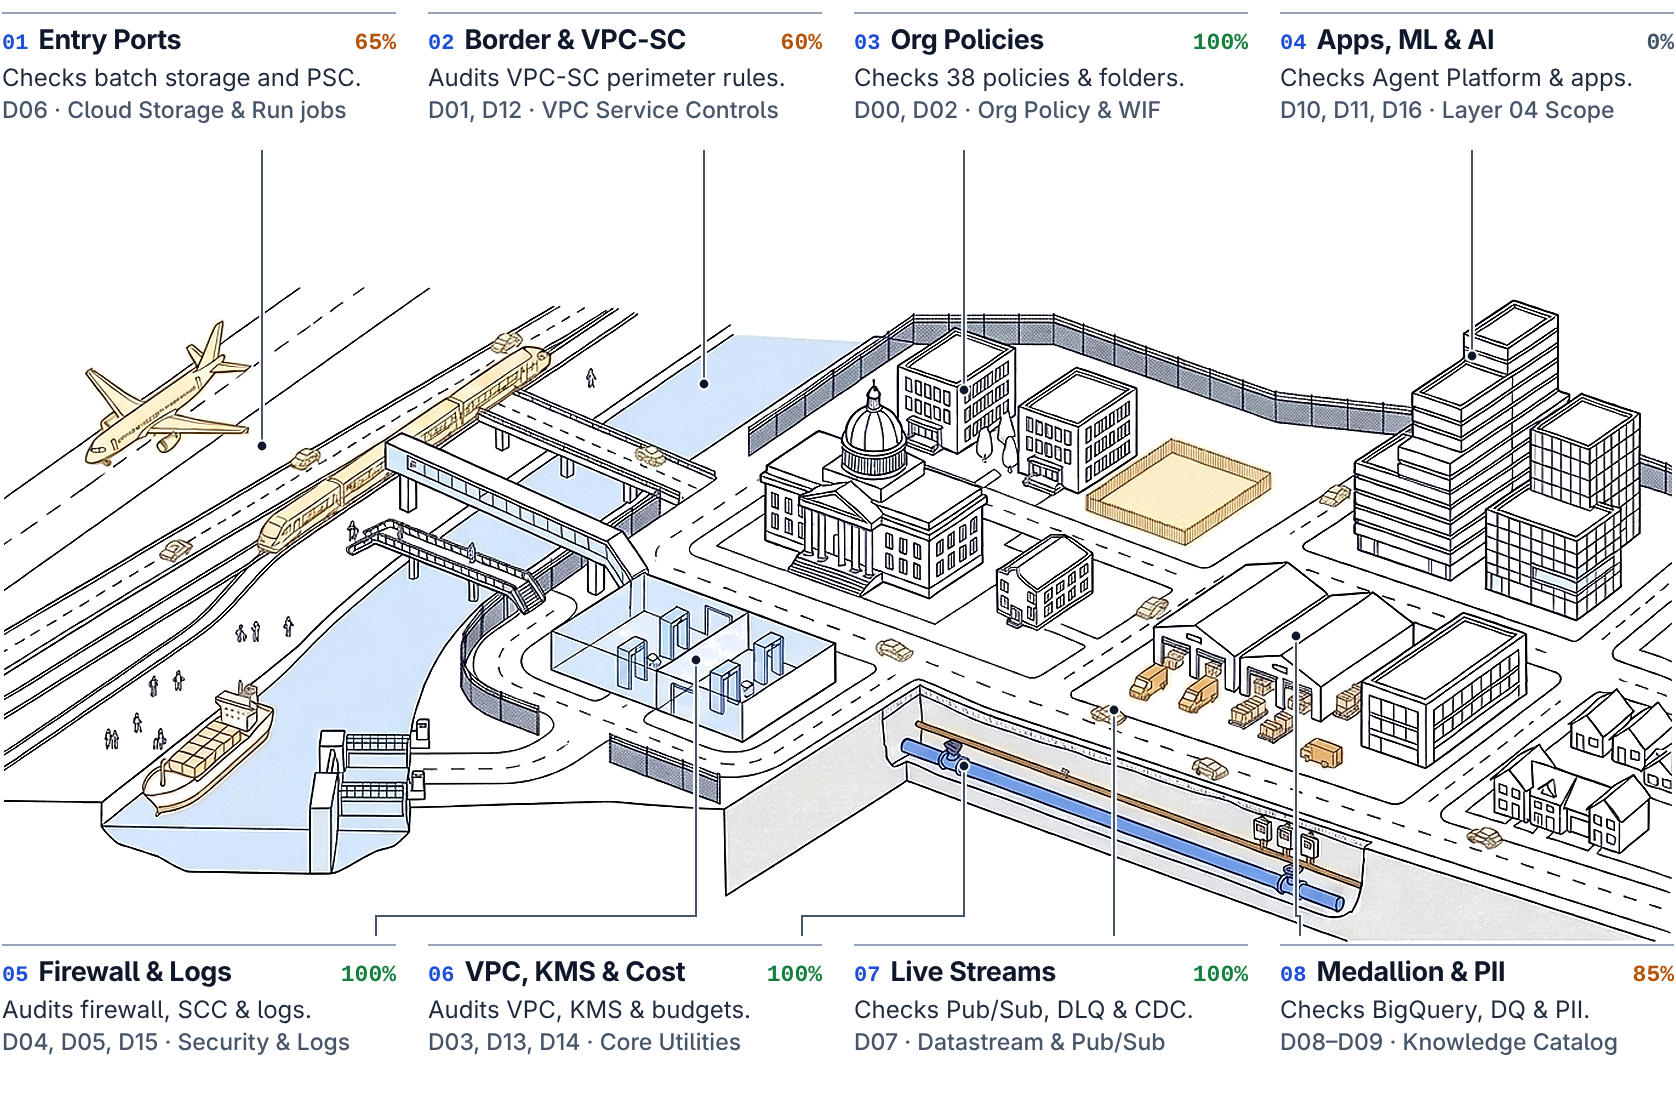 01 Entry Ports 65%
Checks batch storage and PSC.
D06 · Cloud Storage & Run jobs
02 Border & VPC-SC 60%
Audits VPC-SC perimeter rules.
D01, D12 · VPC Service Controls
03 Org Policies 100%
Checks 38 policies & folders.
D00, D02 · Org Policy & WIF
04 Apps, ML & AI 0%
Checks Agent Platform & apps.
D10, D11, D16 · Layer 04 Scope
05 Firewall & Logs 100%
Audits firewall, SCC & logs.
D04, D05, D15 · Security & Logs
06 VPC, KMS & Cost 100%
Audits VPC, KMS & budgets.
D03, D13, D14 · Core Utilities
07 Live Streams 100%
Checks Pub/Sub, DLQ & CDC.
D07 · Datastream & Pub/Sub
08 Medallion & PII 85%
Checks BigQuery, DQ & PII.
D08–D09 · Knowledge Catalog